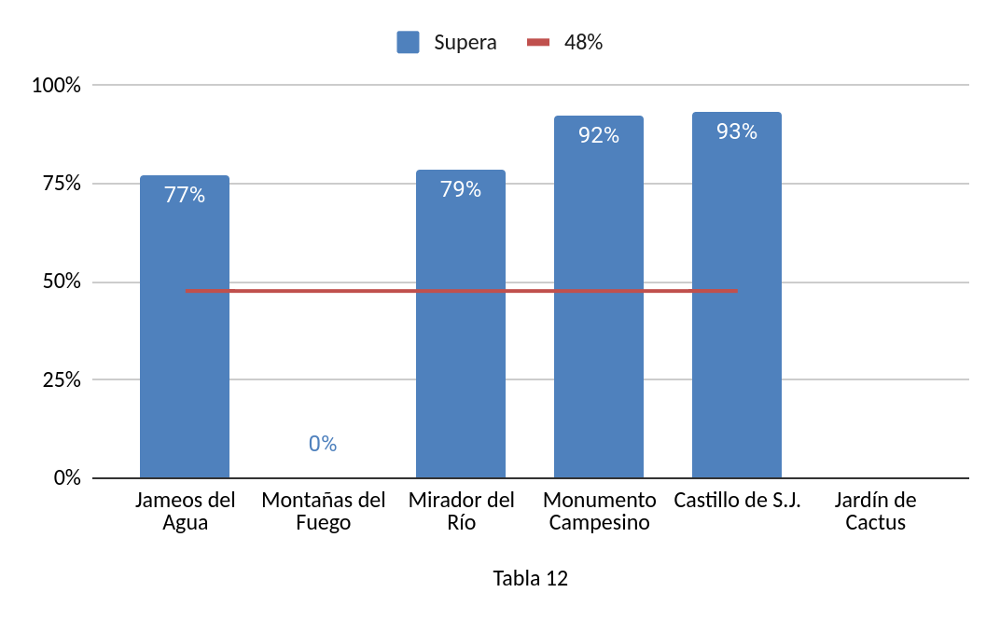 Supera 48%
100%
75%
50%
25%
0%
77%
0%
79%
92%
93%
Jameos del
Agua
Montañas del
Fuego
Mirador del
Río
Monumento
Campesino
Castillo de S.J.
Jardín de
Cactus
Tabla 12